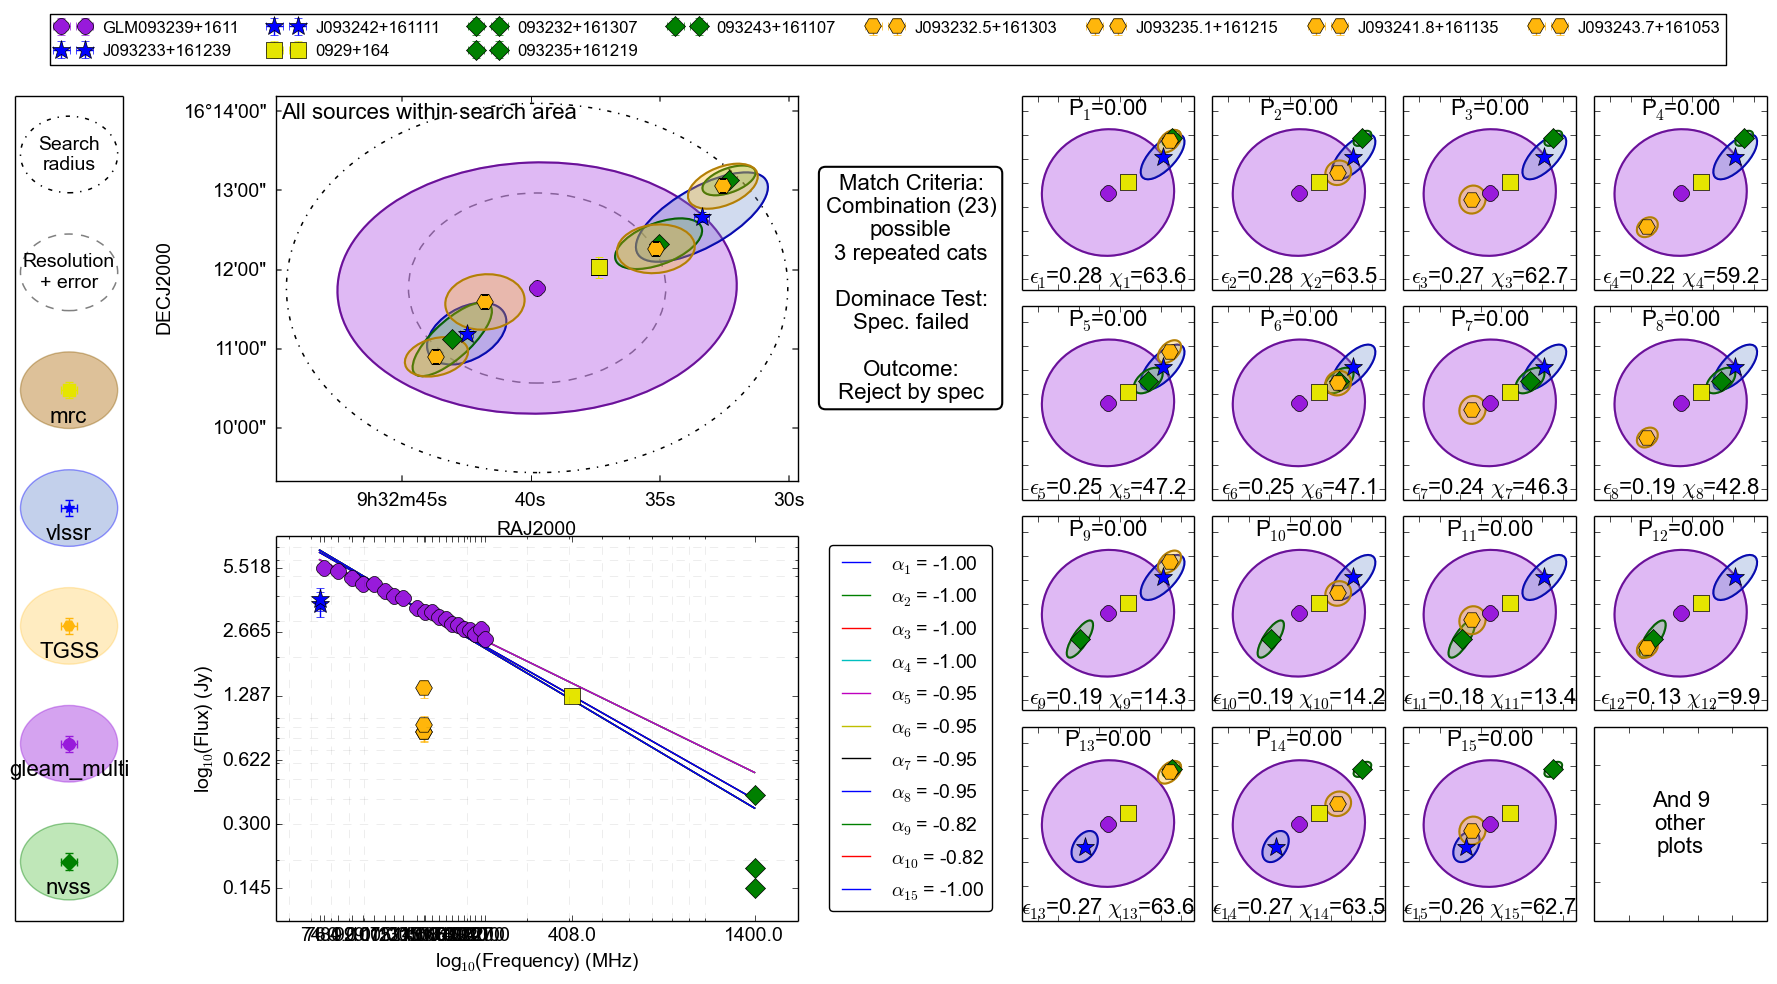 GLM093239+1611 J093242+161111 093232+161307 093243+161107 J093232.5+161303 J093235.1+161215 J093241.8+161135 J093243.7+161053
J093233+161239 0929+164 093235+161219
Search
radius
Resolution
+ error
mrc
vlssr
TGSS
gleam_multi
nvss
All sources within search area
16°14'00"
13'00"
12'00"
11'00"
10'00"
DECJ2000
9h32m45s 40s 35s 30s
RAJ2000
Match Criteria:
Combination (23)
possible
3 repeated cats
Dominace Test:
Spec. failed
Outcome:
Reject by spec
5.518
2.665
1.287
0.622
0.300
0.145
log10(Flux) (Jy)
408.0 1400.0
log10(Frequency) (MHz)
α1 = -1.00
α2 = -1.00
α3 = -1.00
α4 = -1.00
α5 = -0.95
α6 = -0.95
α7 = -0.95
α8 = -0.95
α9 = -0.82
α10 = -0.82
α15 = -1.00
P1=0.00 P2=0.00 P3=0.00 P4=0.00
ϵ1=0.28 χ1=63.6 ϵ2=0.28 χ2=63.5 ϵ3=0.27 χ3=62.7 ϵ4=0.22 χ4=59.2
P5=0.00 P6=0.00 P7=0.00 P8=0.00
ϵ5=0.25 χ5=47.2 ϵ6=0.25 χ6=47.1 ϵ7=0.24 χ7=46.3 ϵ8=0.19 χ8=42.8
P9=0.00 P10=0.00 P11=0.00 P12=0.00
ϵ9=0.19 χ9=14.3 ϵ10=0.19 χ10=14.2 ϵ11=0.18 χ11=13.4 ϵ12=0.13 χ12=9.9
P13=0.00 P14=0.00 P15=0.00
ϵ13=0.27 χ13=63.6 ϵ14=0.27 χ14=63.5 ϵ15=0.26 χ15=62.7
And 9
other
plots